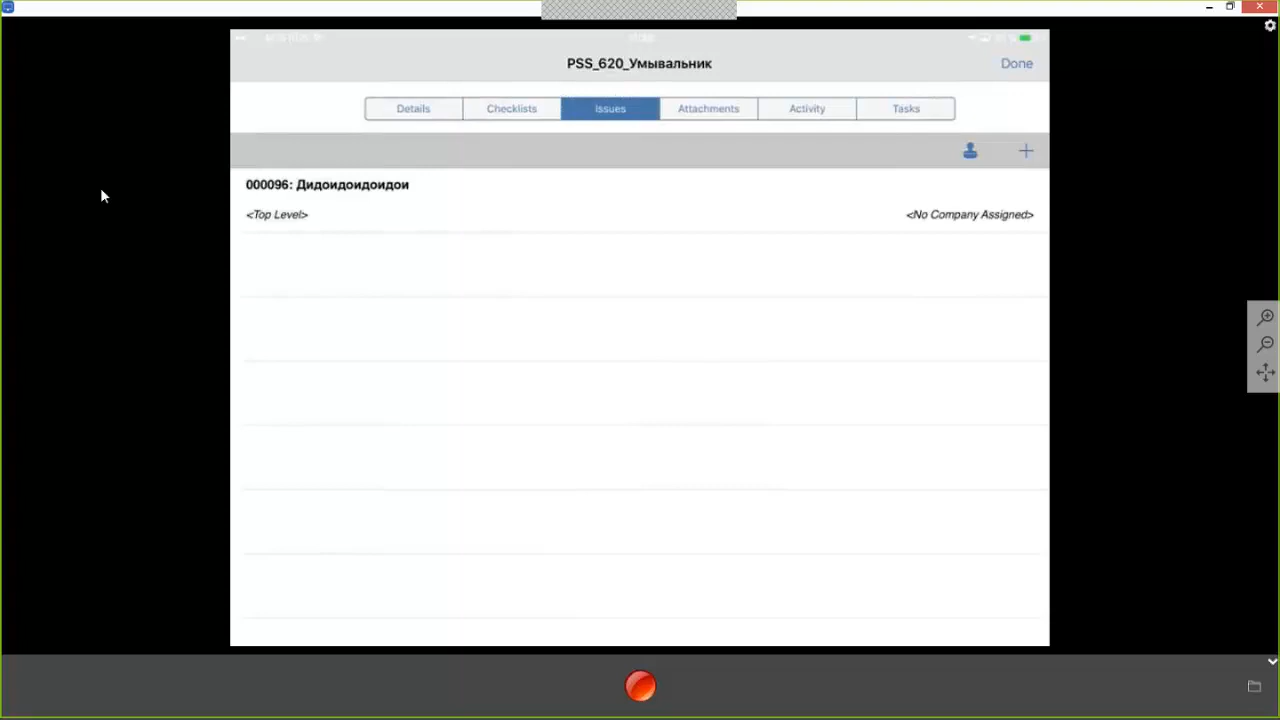 PSS_620_Умывальник
Done
Details
Checklists
Issues
Attachments
Activity
Tasks
000096: Дидоидоидоидои
<Top Level>
<No Company Assigned>